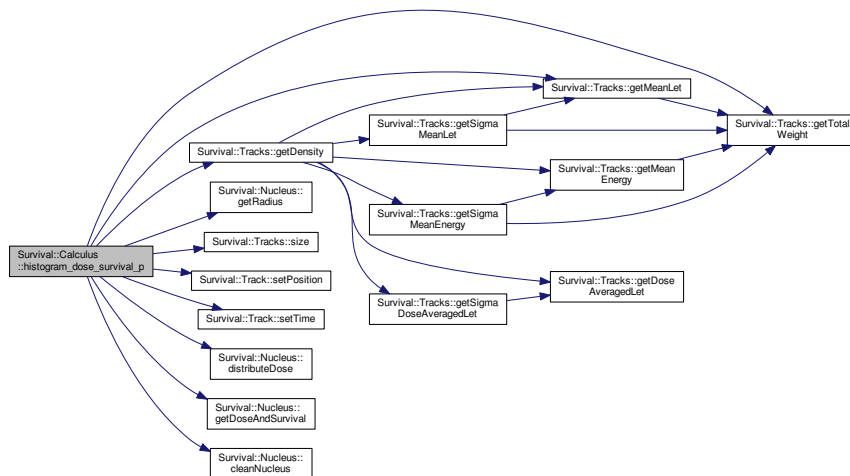 Survival::Calculus
::histogram_dose_survival_p
Survival::Tracks::getDensity
Survival::Nucleus::
getRadius
Survival::Tracks::size
Survival::Track::setPosition
Survival::Track::setTime
Survival::Nucleus::
distributeDose
Survival::Nucleus::
getDoseAndSurvival
Survival::Nucleus::
cleanNucleus
Survival::Tracks::getSigma
MeanLet
Survival::Tracks::getSigma
MeanEnergy
Survival::Tracks::getSigma
DoseAveragedLet
Survival::Tracks::getMeanLet
Survival::Tracks::getMean
Energy
Survival::Tracks::getDose
AveragedLet
Survival::Tracks::getTotal
Weight